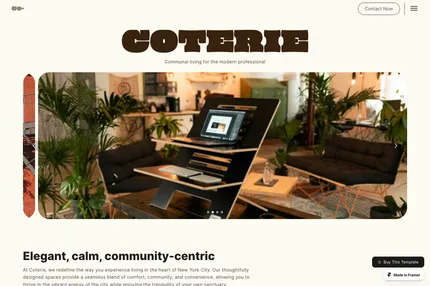 Contact Now
COTERIE
Communal living for the modern professional
Elegant, calm, community-centric
At Coterie, we redefine the way you experience living in the heart of New York City. Our thoughtfully
designed spaces provide a seamless blend of comfort, community, and convenience, allowing you to
thrive in the vibrant energy of the city while enjoying the tranquility of your own sanctuary.
Buy This Template
Made in Framer